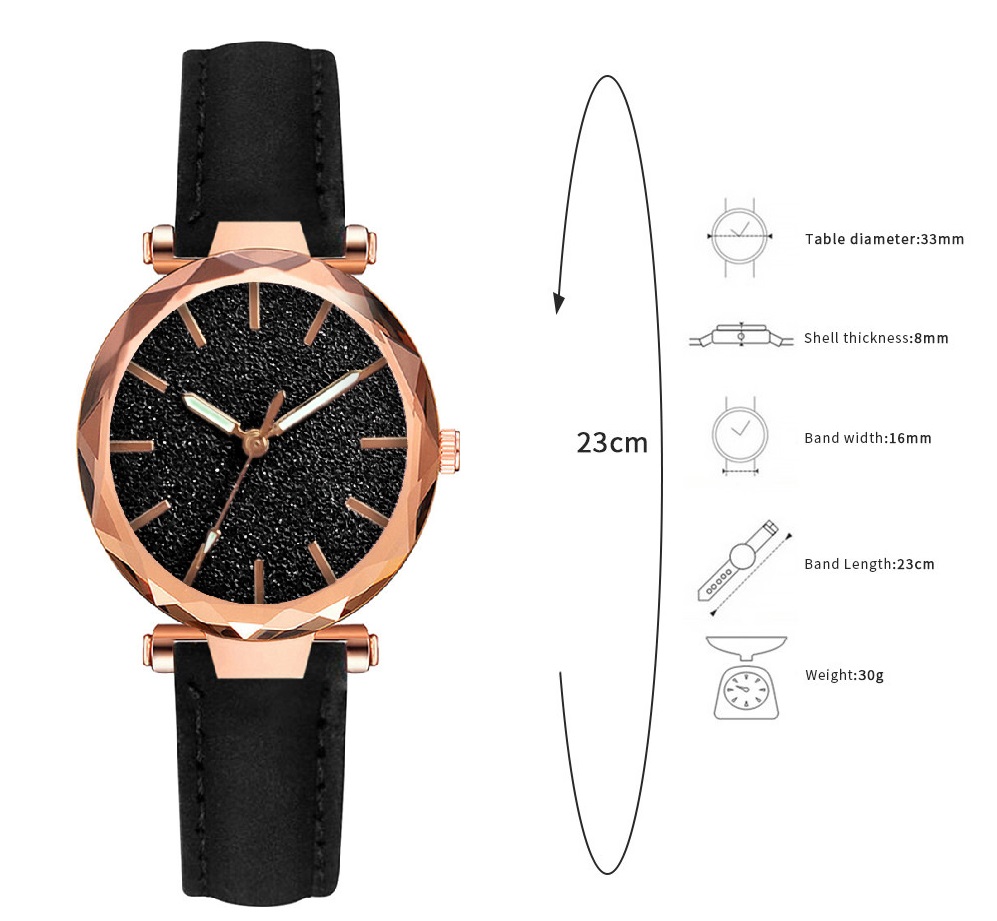 23cm
Table diameter:33mm
Shell thickness:8mm
Band width:16mm
Band Length:23cm
Weight:30g